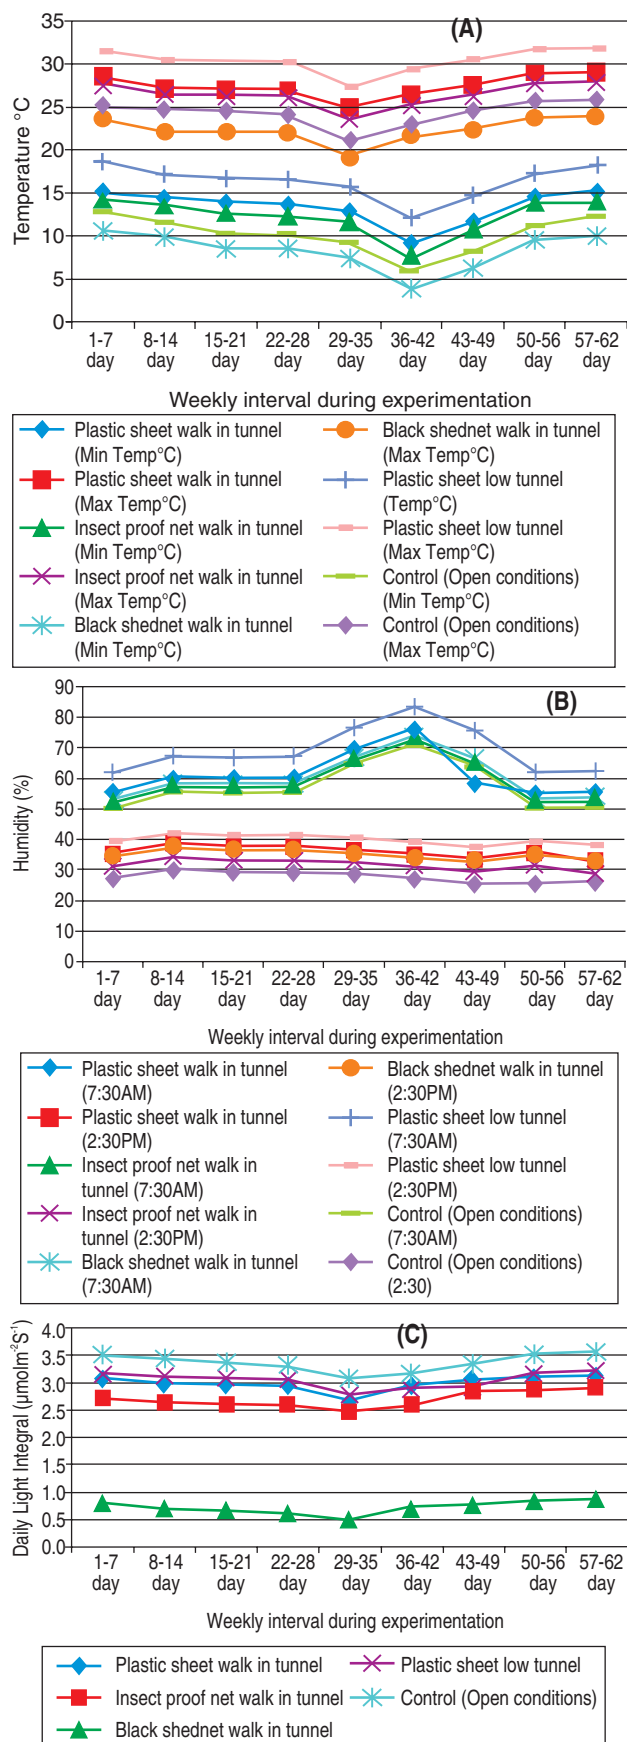 (A)
Temperature °C
35
30
25
20
15
10
5
0
1-7 8-14 15-21 22-28 29-35 36-42 43-49 50-56 57-62
day day day day day day day day day
Weekly interval during experimentation
Plastic sheet walk in tunnel
(Min Temp°C)
Plastic sheet walk in tunnel
(Max Temp°C)
Insect proof net walk in tunnel
(Min Temp°C)
Insect proof net walk in tunnel
(Max Temp°C)
Black shednet walk in tunnel
(Min Temp°C)
Black shednet walk in tunnel
(Max Temp°C)
Plastic sheet low tunnel
(Temp°C)
Plastic sheet low tunnel
(Max Temp°C)
Control (Open conditions)
(Min Temp°C)
Control (Open conditions)
(Max Temp°C)
(B)
Humidity (%)
90
80
70
60
50
40
30
20
10
0
1-7 8-14 15-21 22-28 29-35 36-42 43-49 50-56 57-62
day day day day day day day day day
Weekly interval during experimentation
Plastic sheet walk in tunnel
(7:30AM)
Plastic sheet walk in tunnel
(2:30PM)
Insect proof net walk in
tunnel (7:30AM)
Insect proof net walk in
tunnel (2:30PM)
Black shednet walk in tunnel
(7:30AM)
Black shednet walk in tunnel
(2:30PM)
Plastic sheet low tunnel
(7:30AM)
Plastic sheet low tunnel
(2:30PM)
Control (Open conditions)
(7:30AM)
Control (Open conditions)
(2:30)
(C)
Daily Light Integral (µmolm⁻²S⁻¹)
4.0
3.5
3.0
2.5
2.0
1.5
1.0
0.5
0.0
1-7 8-14 15-21 22-28 29-35 36-42 43-49 50-56 57-62
day day day day day day day day day
Weekly interval during experimentation
Plastic sheet walk in tunnel
Insect proof net walk in tunnel
Black shednet walk in tunnel
Plastic sheet low tunnel
Control (Open conditions)